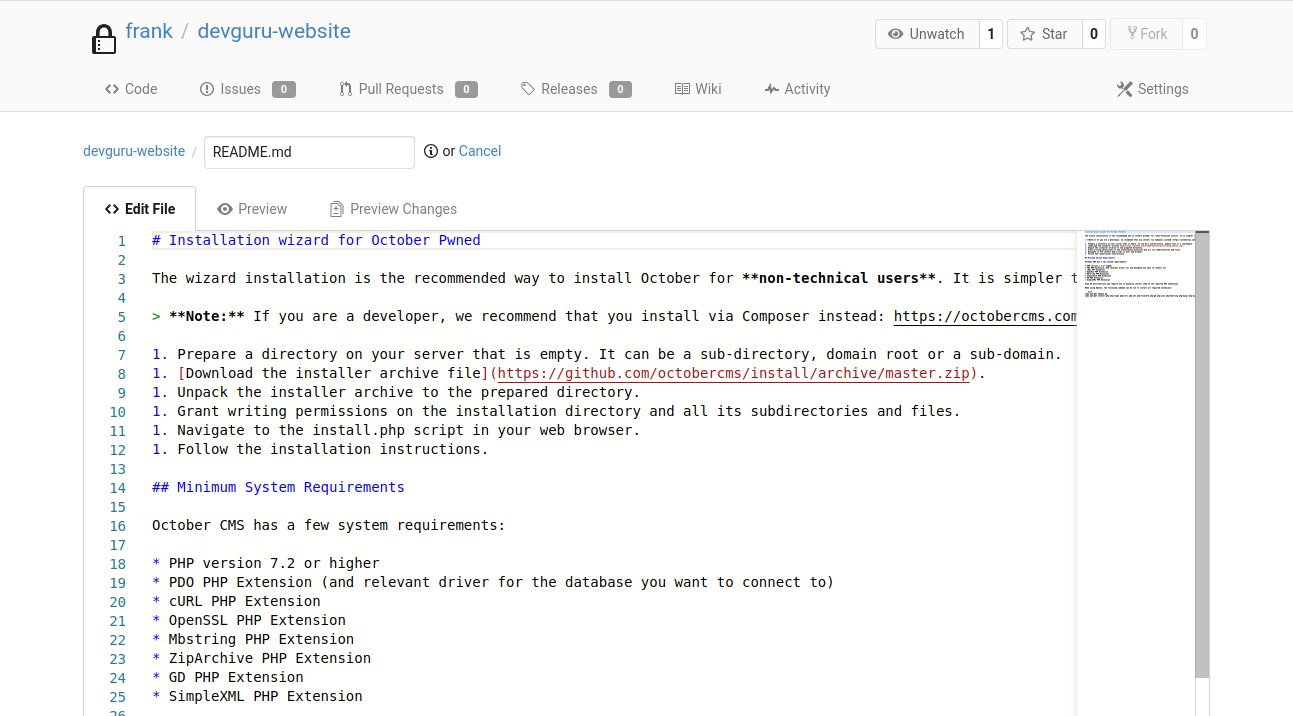 frank / devguru-website
Unwatch 1 Star 0 Fork 0
Code Issues 0 Pull Requests 0 Releases 0 Wiki Activity Settings
devguru-website / README.md or Cancel
Edit File Preview Preview Changes
1 # Installation wizard for October Pwned
2
3 The wizard installation is the recommended way to install October for **non-technical users**. It is simpler t
4
5 > **Note:** If you are a developer, we recommend that you install via Composer instead: https://octobercms.com
6
7 1. Prepare a directory on your server that is empty. It can be a sub-directory, domain root or a sub-domain.
8 1. [Download the installer archive file](https://github.com/octobercms/install/archive/master.zip).
9 1. Unpack the installer archive to the prepared directory.
10 1. Grant writing permissions on the installation directory and all its subdirectories and files.
11 1. Navigate to the install.php script in your web browser.
12 1. Follow the installation instructions.
13
14 ## Minimum System Requirements
15
16 October CMS has a few system requirements:
17
18 * PHP version 7.2 or higher
19 * PDO PHP Extension (and relevant driver for the database you want to connect to)
20 * cURL PHP Extension
21 * OpenSSL PHP Extension
22 * Mbstring PHP Extension
23 * ZipArchive PHP Extension
24 * GD PHP Extension
25 * SimpleXML PHP Extension
26